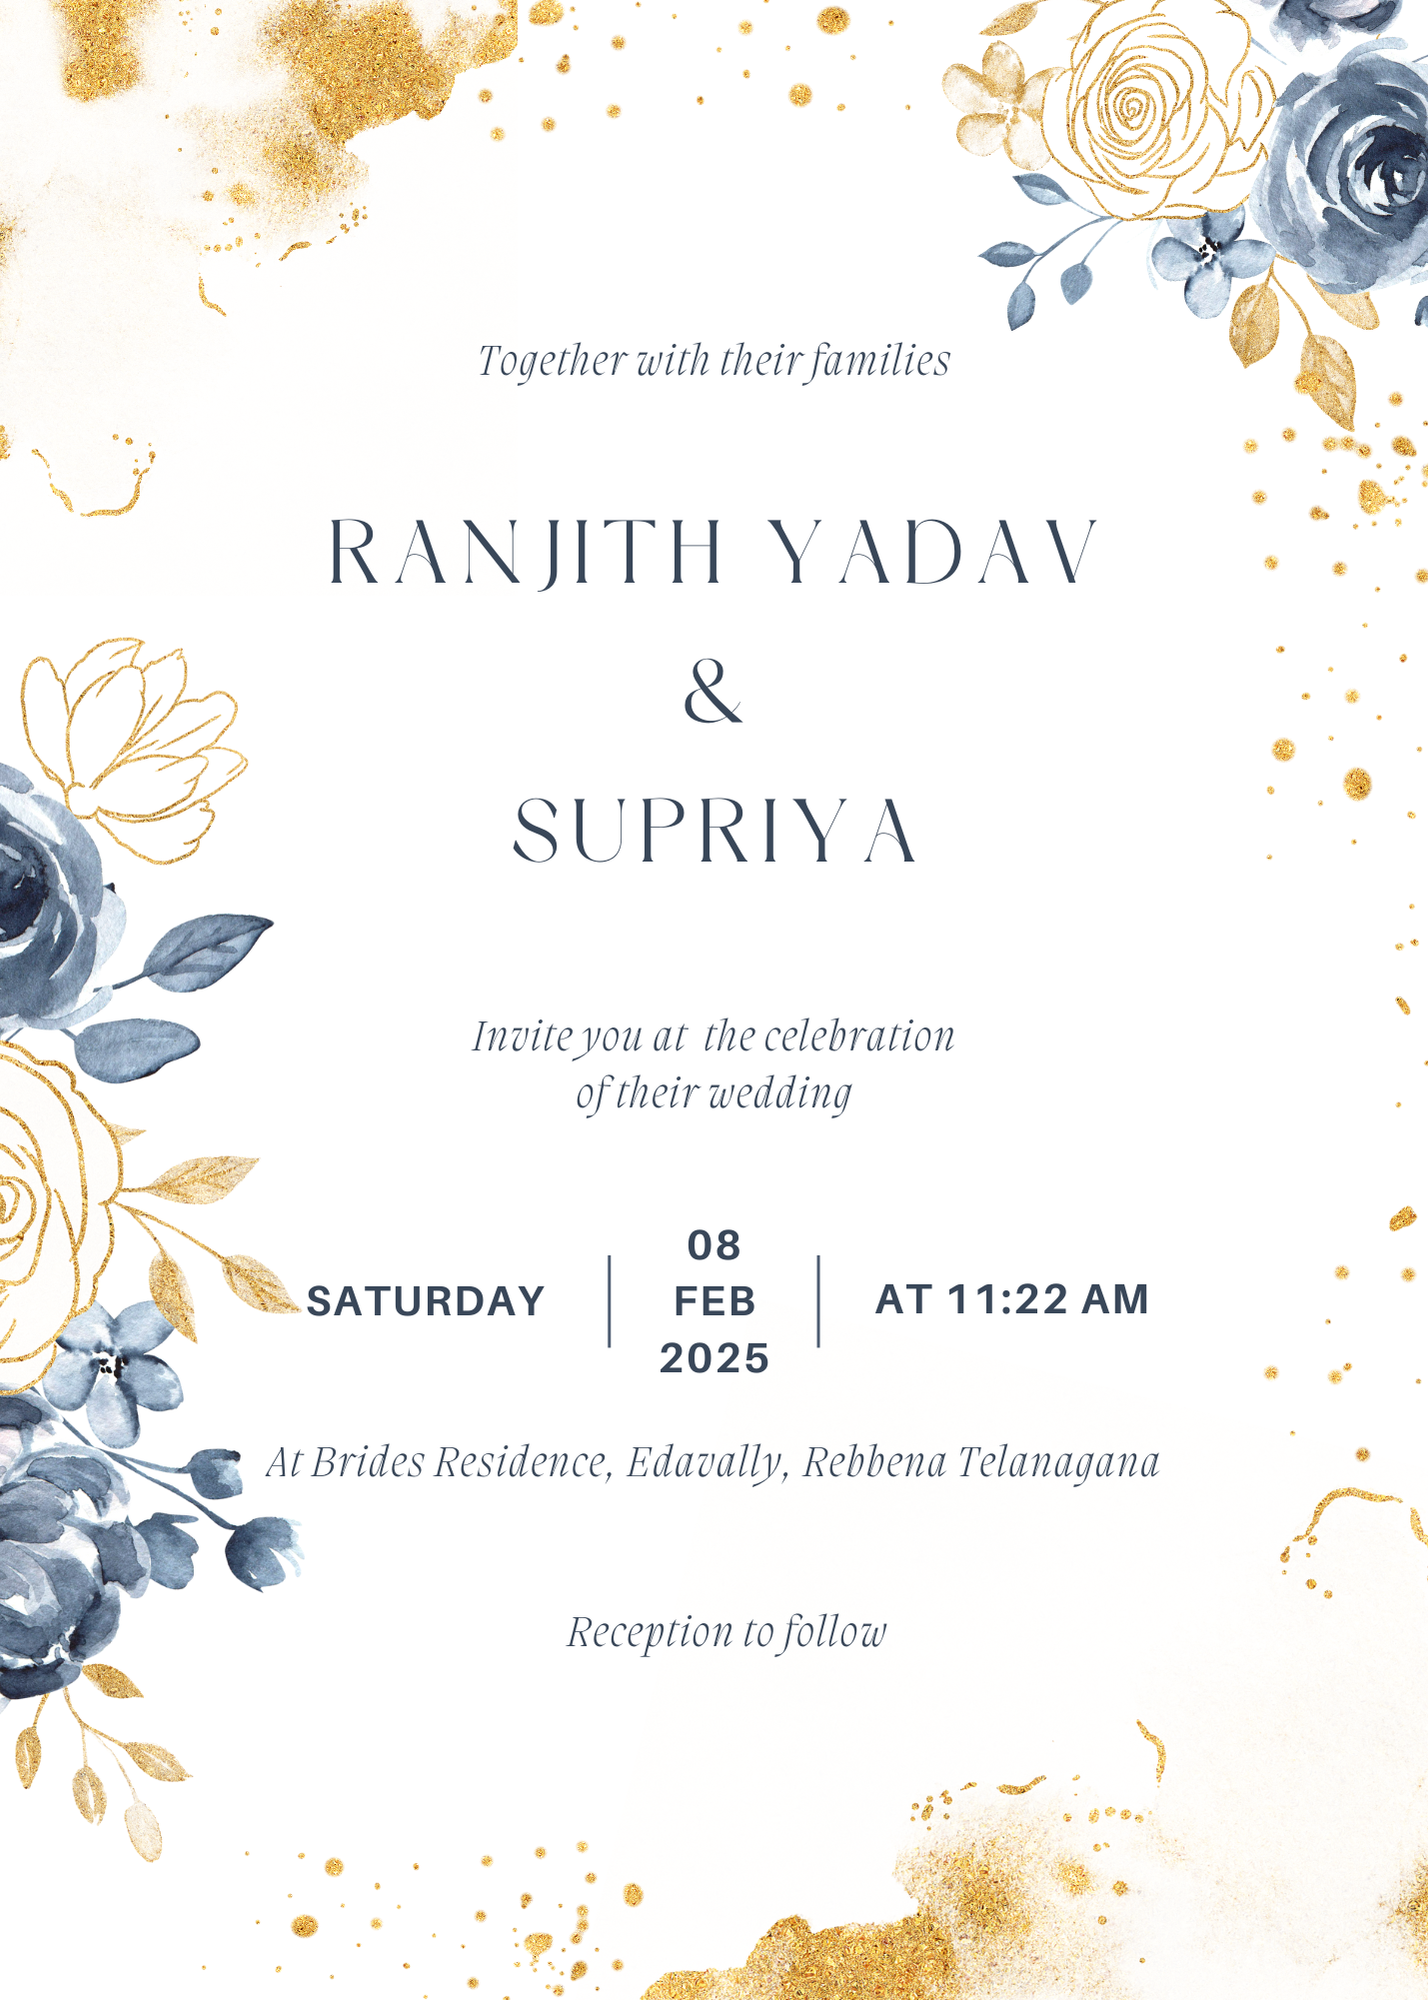 Together with their families
RANJITH YADAV
&
SUPRIYA
Invite you at  the celebration
of their wedding
SATURDAY
08
FEB
2025
AT 11:22 AM
At Brides Residence, Edavally, Rebbena Telanagana
Reception to follow